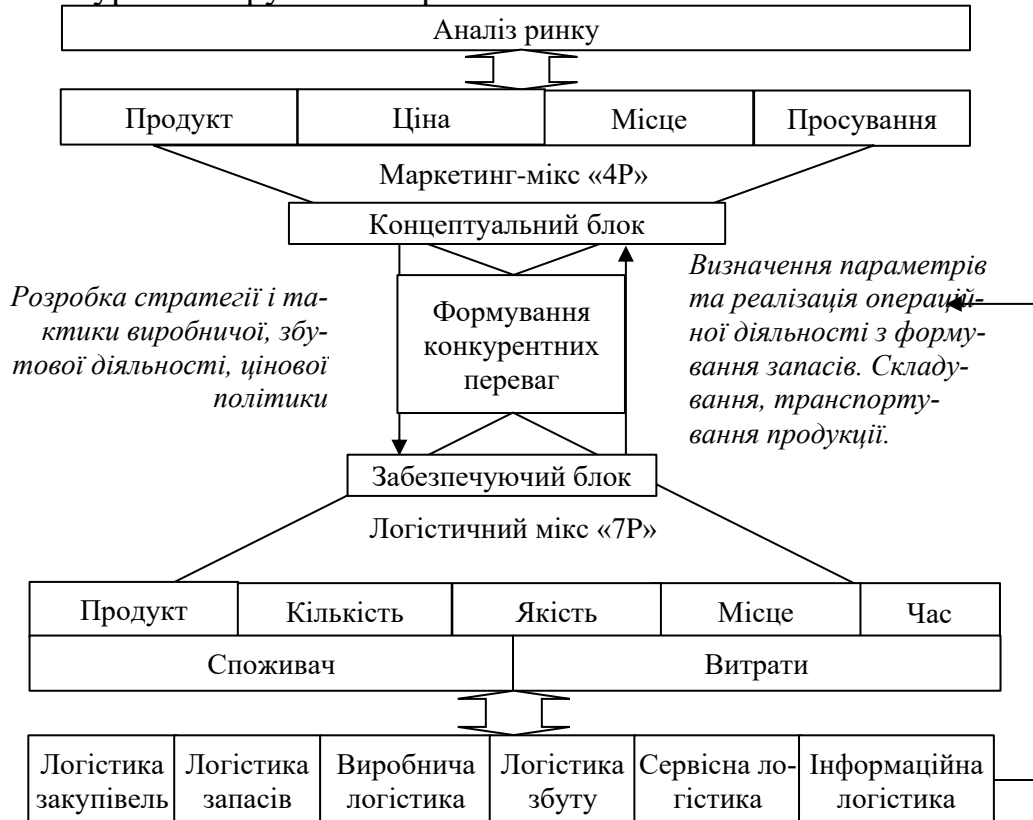 Аналіз ринку
Продукт
Ціна
Місце
Просування
Маркетинг-мікс «4Р»
Концептуальний блок
Розробка стратегії і та-
ктики виробничої, збу-
тової діяльності, цінової
політики
Формування
конкурентних
переваг
Визначення параметрів
та реалізація операцій-
ної діяльності з форму-
вання запасів. Складу-
вання, транспорту-
вання продукції.
Забезпечуючий блок
Логістичний мікс «7Р»
Продукт
Кількість
Якість
Місце
Час
Споживач
Витрати
Логістика
закупівель
Логістика
запасів
Виробнича
логістика
Логістика
збуту
Сервісна ло-
гістика
Інформаційна
логістика